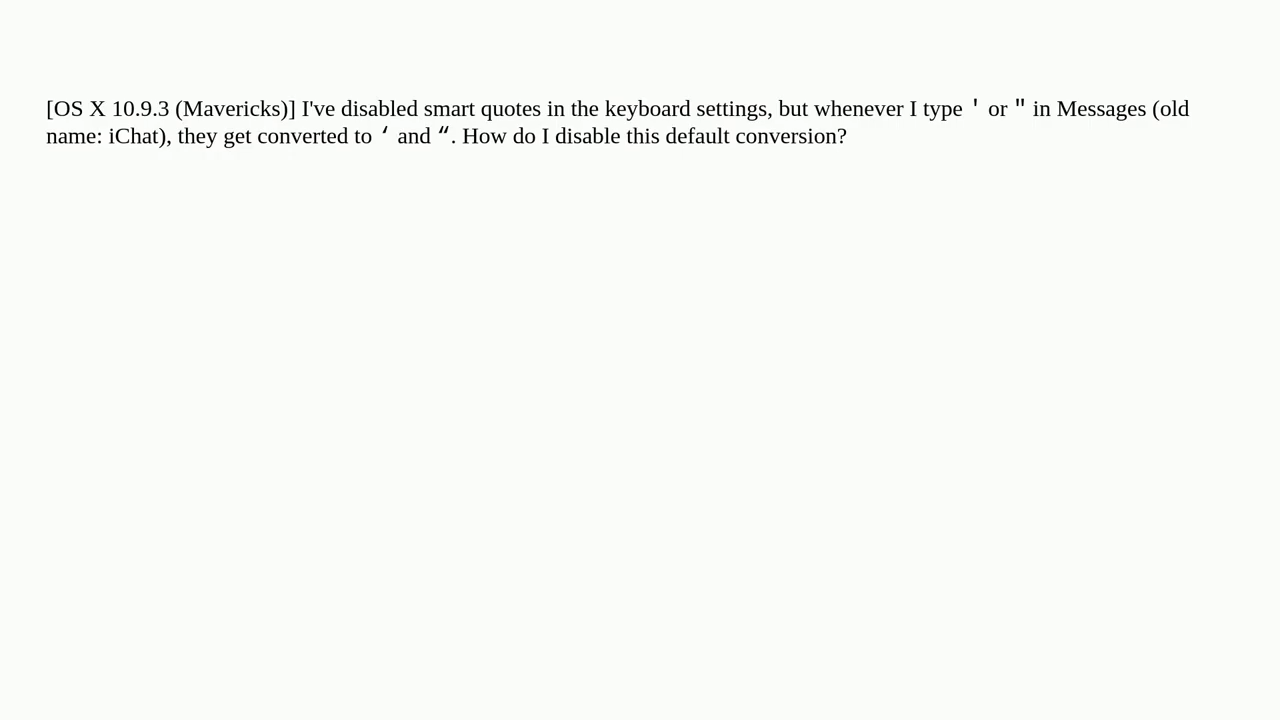 [OS X 10.9.3 (Mavericks)] I've disabled smart quotes in the keyboard settings, but whenever I type ' or " in Messages (old
name: iChat), they get converted to ‘ and “. How do I disable this default conversion?